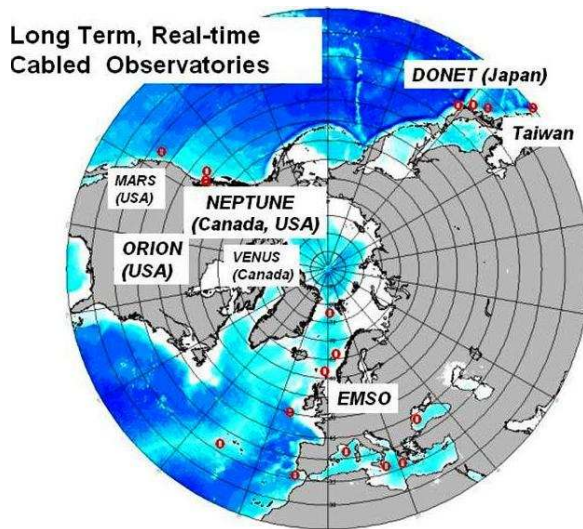 Long Term, Real-time
Cabled Observatories
DONET (Japan)
Taiwan
MARS
(USA)
NEPTUNE
(Canada, USA)
ORION
(USA)
VENUS
(Canada)
EMSO